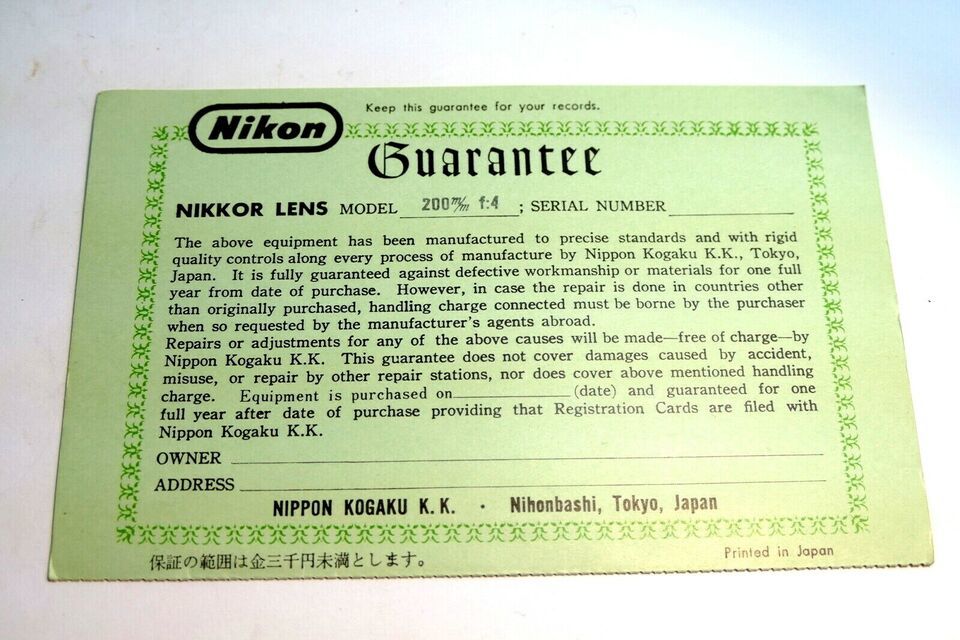 Keep this guarantee for your records.
Nikon
Guarantee
NIKKOR LENS MODEL 200m/m f:4 ; SERIAL NUMBER
The above equipment has been manufactured to precise standards and with rigid
quality controls along every process of manufacture by Nippon Kogaku K.K., Tokyo,
Japan. It is fully guaranteed against defective workmanship or materials for one full
year from date of purchase. However, in case the repair is done in countries other
than originally purchased, handling charge connected must be borne by the purchaser
when so requested by the manufacturer's agents abroad.
Repairs or adjustments for any of the above causes will be made—free of charge—by
Nippon Kogaku K.K. This guarantee does not cover damages caused by accident,
misuse, or repair by other repair stations, nor does cover above mentioned handling
charge. Equipment is purchased on (date) and guaranteed for one
full year after date of purchase providing that Registration Cards are filed with
Nippon Kogaku K.K.
OWNER
ADDRESS
NIPPON KOGAKU K.K. · Nihonbashi, Tokyo, Japan
保証の範囲は金三千円未満とします。
Printed in Japan